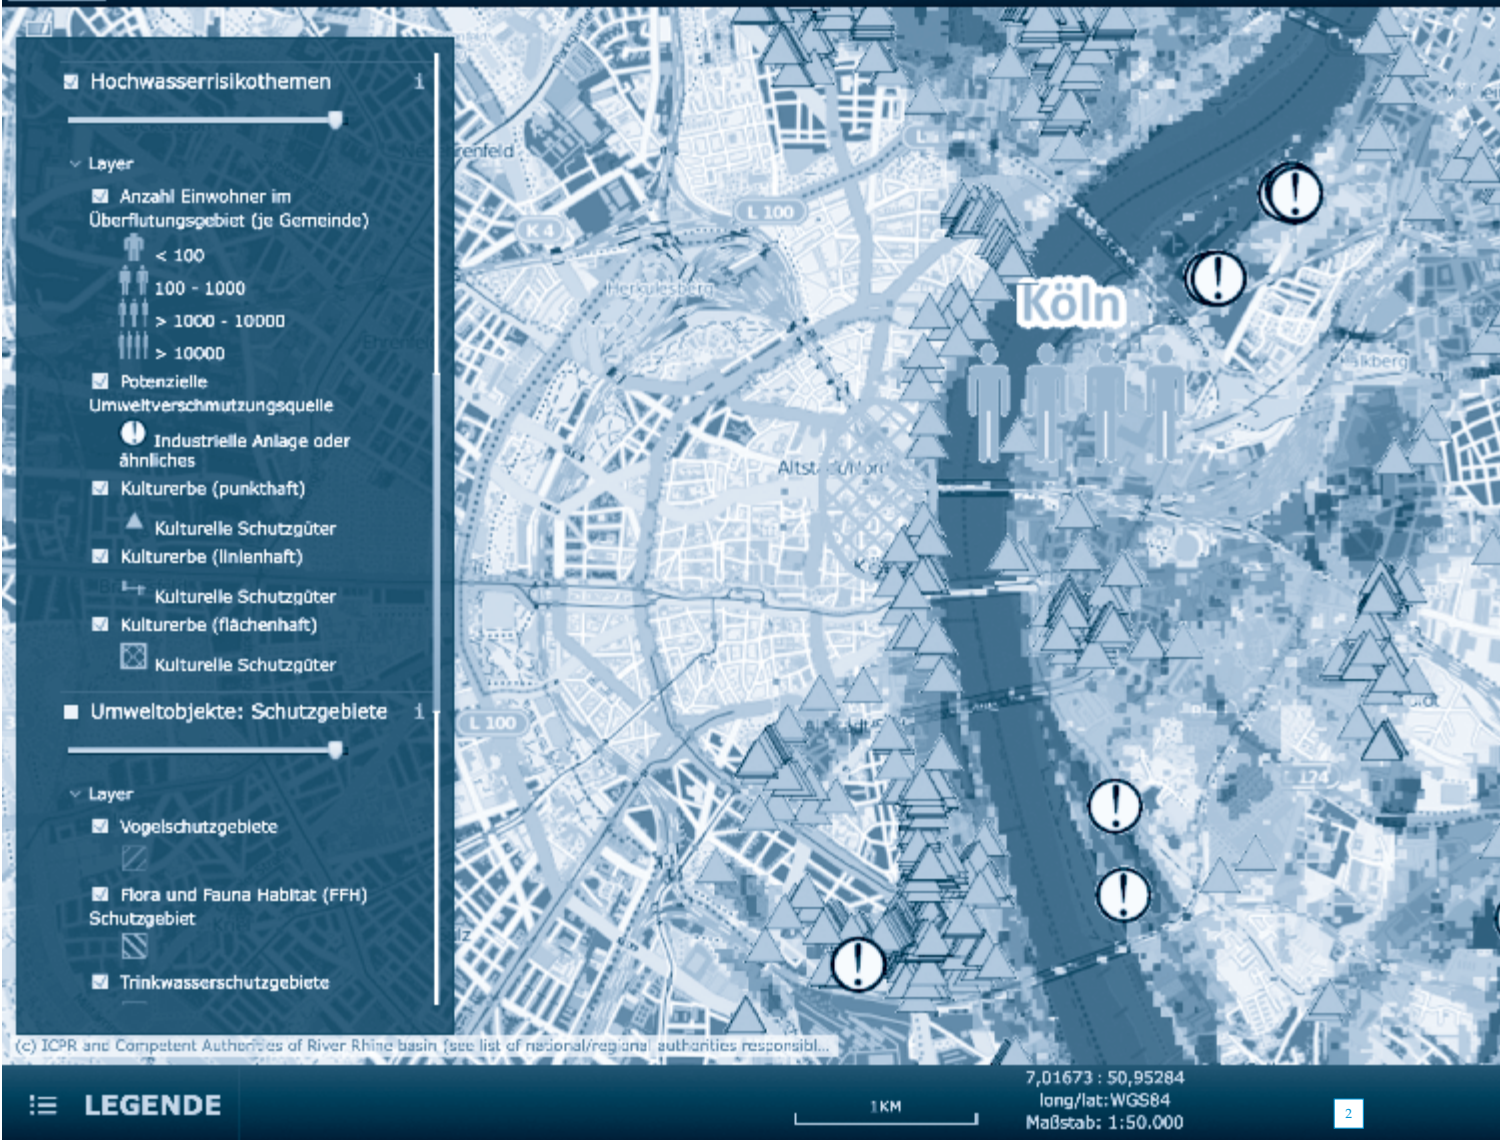 Hochwasserrisikothemen i
Layer
Anzahl Einwohner im
Überflutungsgebiet (je Gemeinde)
< 100
100 - 1000
> 1000 - 10000
> 10000
Potenzielle
Umweltverschmutzungsquelle
Industrielle Anlage oder
ähnliches
Kulturerbe (punkthaft)
Kulturelle Schutzgüter
Kulturerbe (linienhaft)
Kulturelle Schutzgüter
Kulturerbe (flächenhaft)
Kulturelle Schutzgüter
Umweltobjekte: Schutzgebiete i
Layer
Vogelschutzgebiete
Flora und Fauna Habitat (FFH)
Schutzgebiet
Trinkwasserschutzgebiete
L 100
K 4
Herkulesberg
Köln
L 100
L 124
(c) ICPR and Competent Authorities of River Rhine basin (see list of national/regional authorities responsibl...
LEGENDE
1 KM
7,01673 : 50,95284
long/lat:WGS84
Maßstab: 1:50.000
2